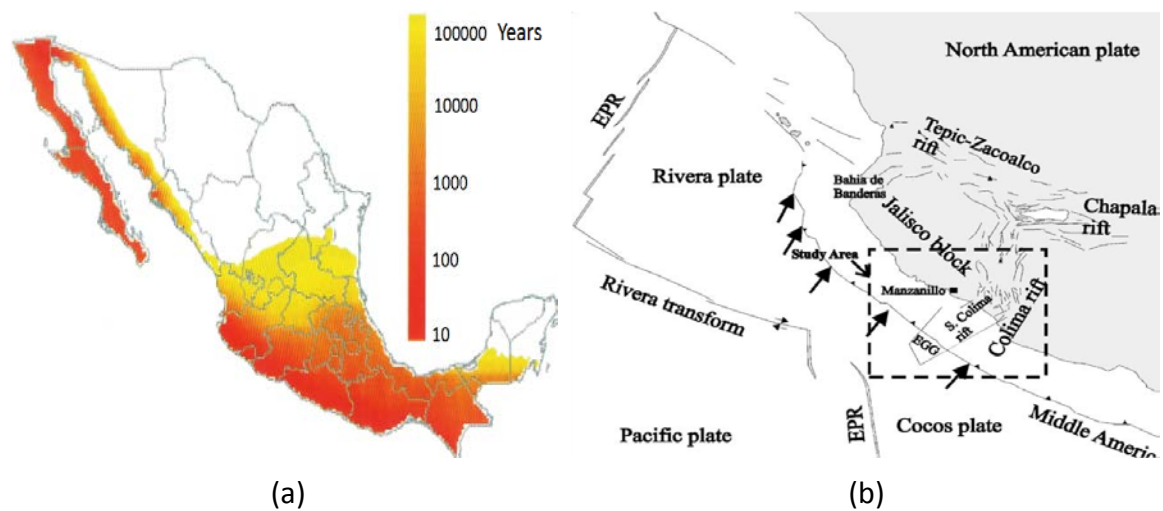 100000 Years
10000
1000
100
10
(a)
North American plate
EPR
Tepic-Zacoalco
rift
Rivera plate
Bahia de
Banderas
Chapala
rift
Jalisco block
Study Area
Manzanillo
Rivera transform
S. Colima
rift
Colima rift
EGG
Pacific plate
EPR
Cocos plate
Middle Americ
(b)